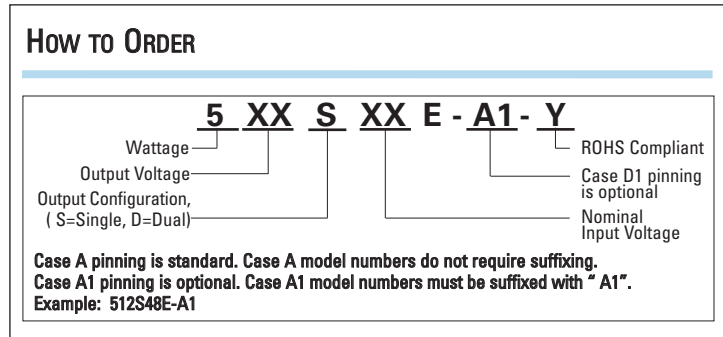 HOW TO ORDER
5 XX S XX E - A1 - Y
Wattage
Output Voltage
Output Configuration,
( S=Single, D=Dual)
ROHS Compliant
Case D1 pinning
is optional
Nominal
Input Voltage
Case A pinning is standard. Case A model numbers do not require suffixing.
Case A1 pinning is optional. Case A1 model numbers must be suffixed with “ A1”.
Example: 512S48E-A1